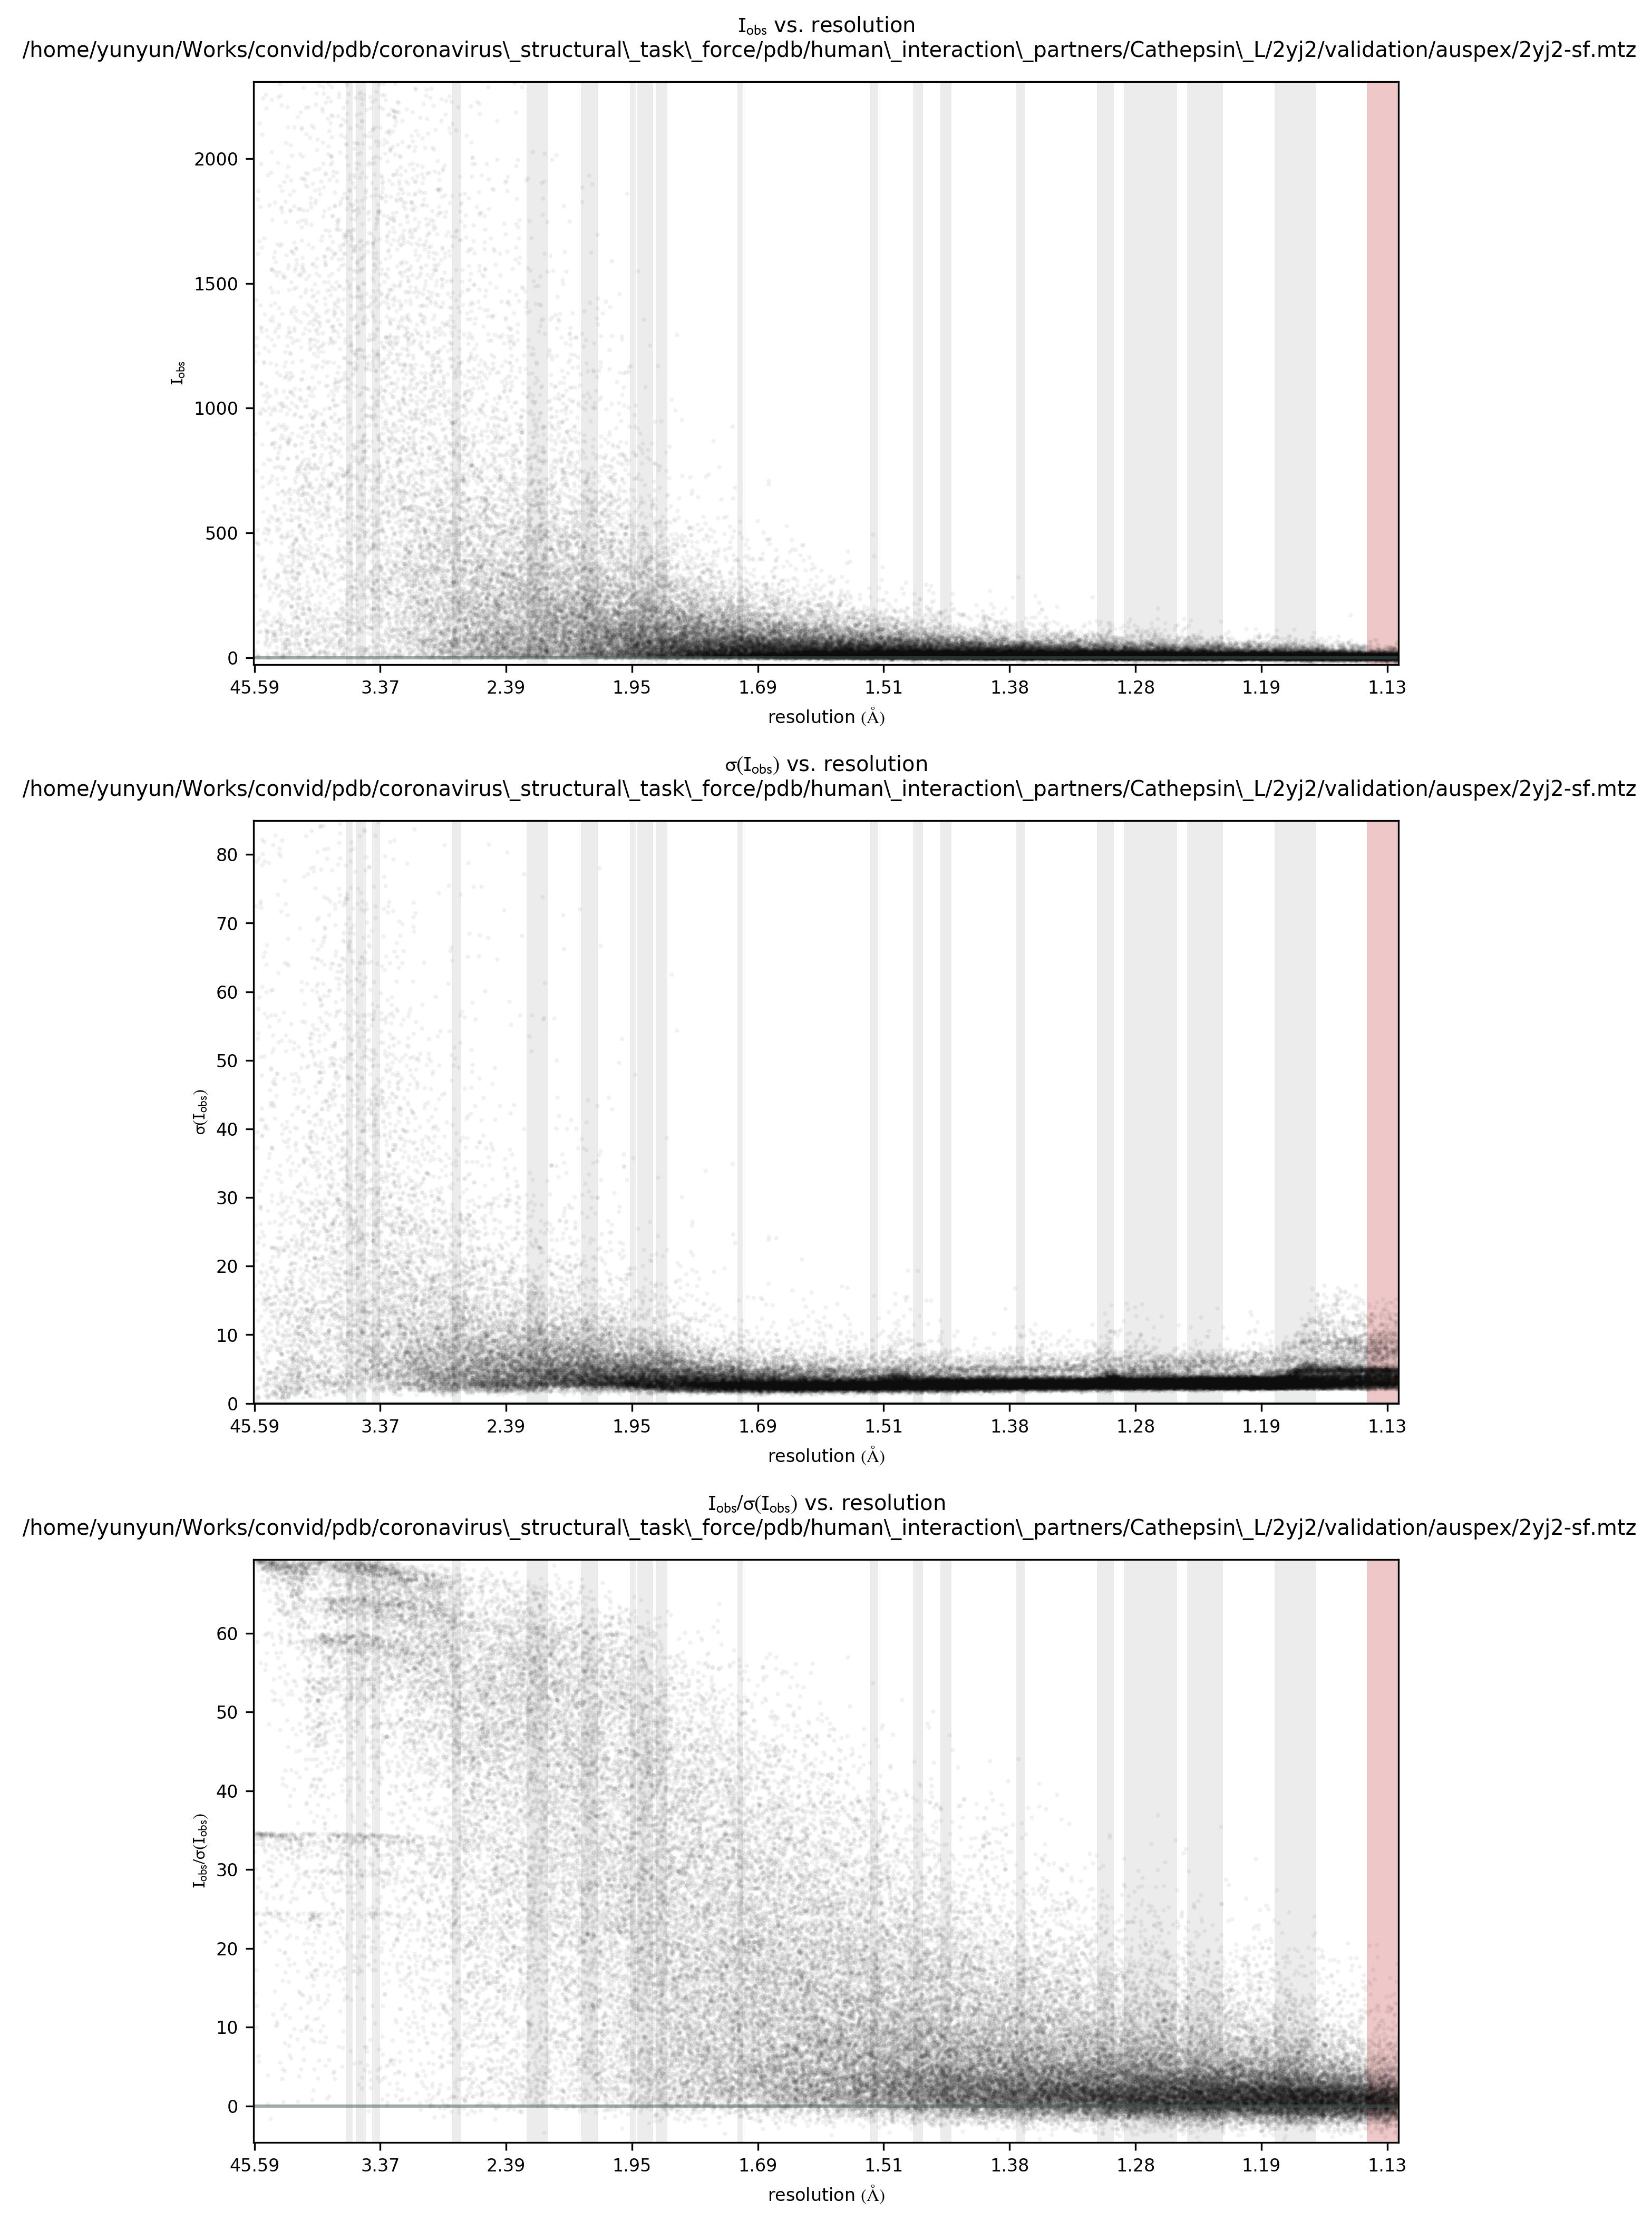 I_obs vs. resolution
/home/yunyun/Works/convid/pdb/coronavirus\_structural\_task\_force/pdb/human\_interaction\_partners/Cathepsin\_L/2yj2/validation/auspex/2yj2-sf.mtz
2000
1500
1000
500
0
I_obs
45.59 3.37 2.39 1.95 1.69 1.51 1.38 1.28 1.19 1.13
resolution (Å)
σ(I_obs) vs. resolution
/home/yunyun/Works/convid/pdb/coronavirus\_structural\_task\_force/pdb/human\_interaction\_partners/Cathepsin\_L/2yj2/validation/auspex/2yj2-sf.mtz
80
70
60
50
40
30
20
10
0
σ(I_obs)
45.59 3.37 2.39 1.95 1.69 1.51 1.38 1.28 1.19 1.13
resolution (Å)
I_obs/σ(I_obs) vs. resolution
/home/yunyun/Works/convid/pdb/coronavirus\_structural\_task\_force/pdb/human\_interaction\_partners/Cathepsin\_L/2yj2/validation/auspex/2yj2-sf.mtz
60
50
40
30
20
10
0
I_obs/σ(I_obs)
45.59 3.37 2.39 1.95 1.69 1.51 1.38 1.28 1.19 1.13
resolution (Å)